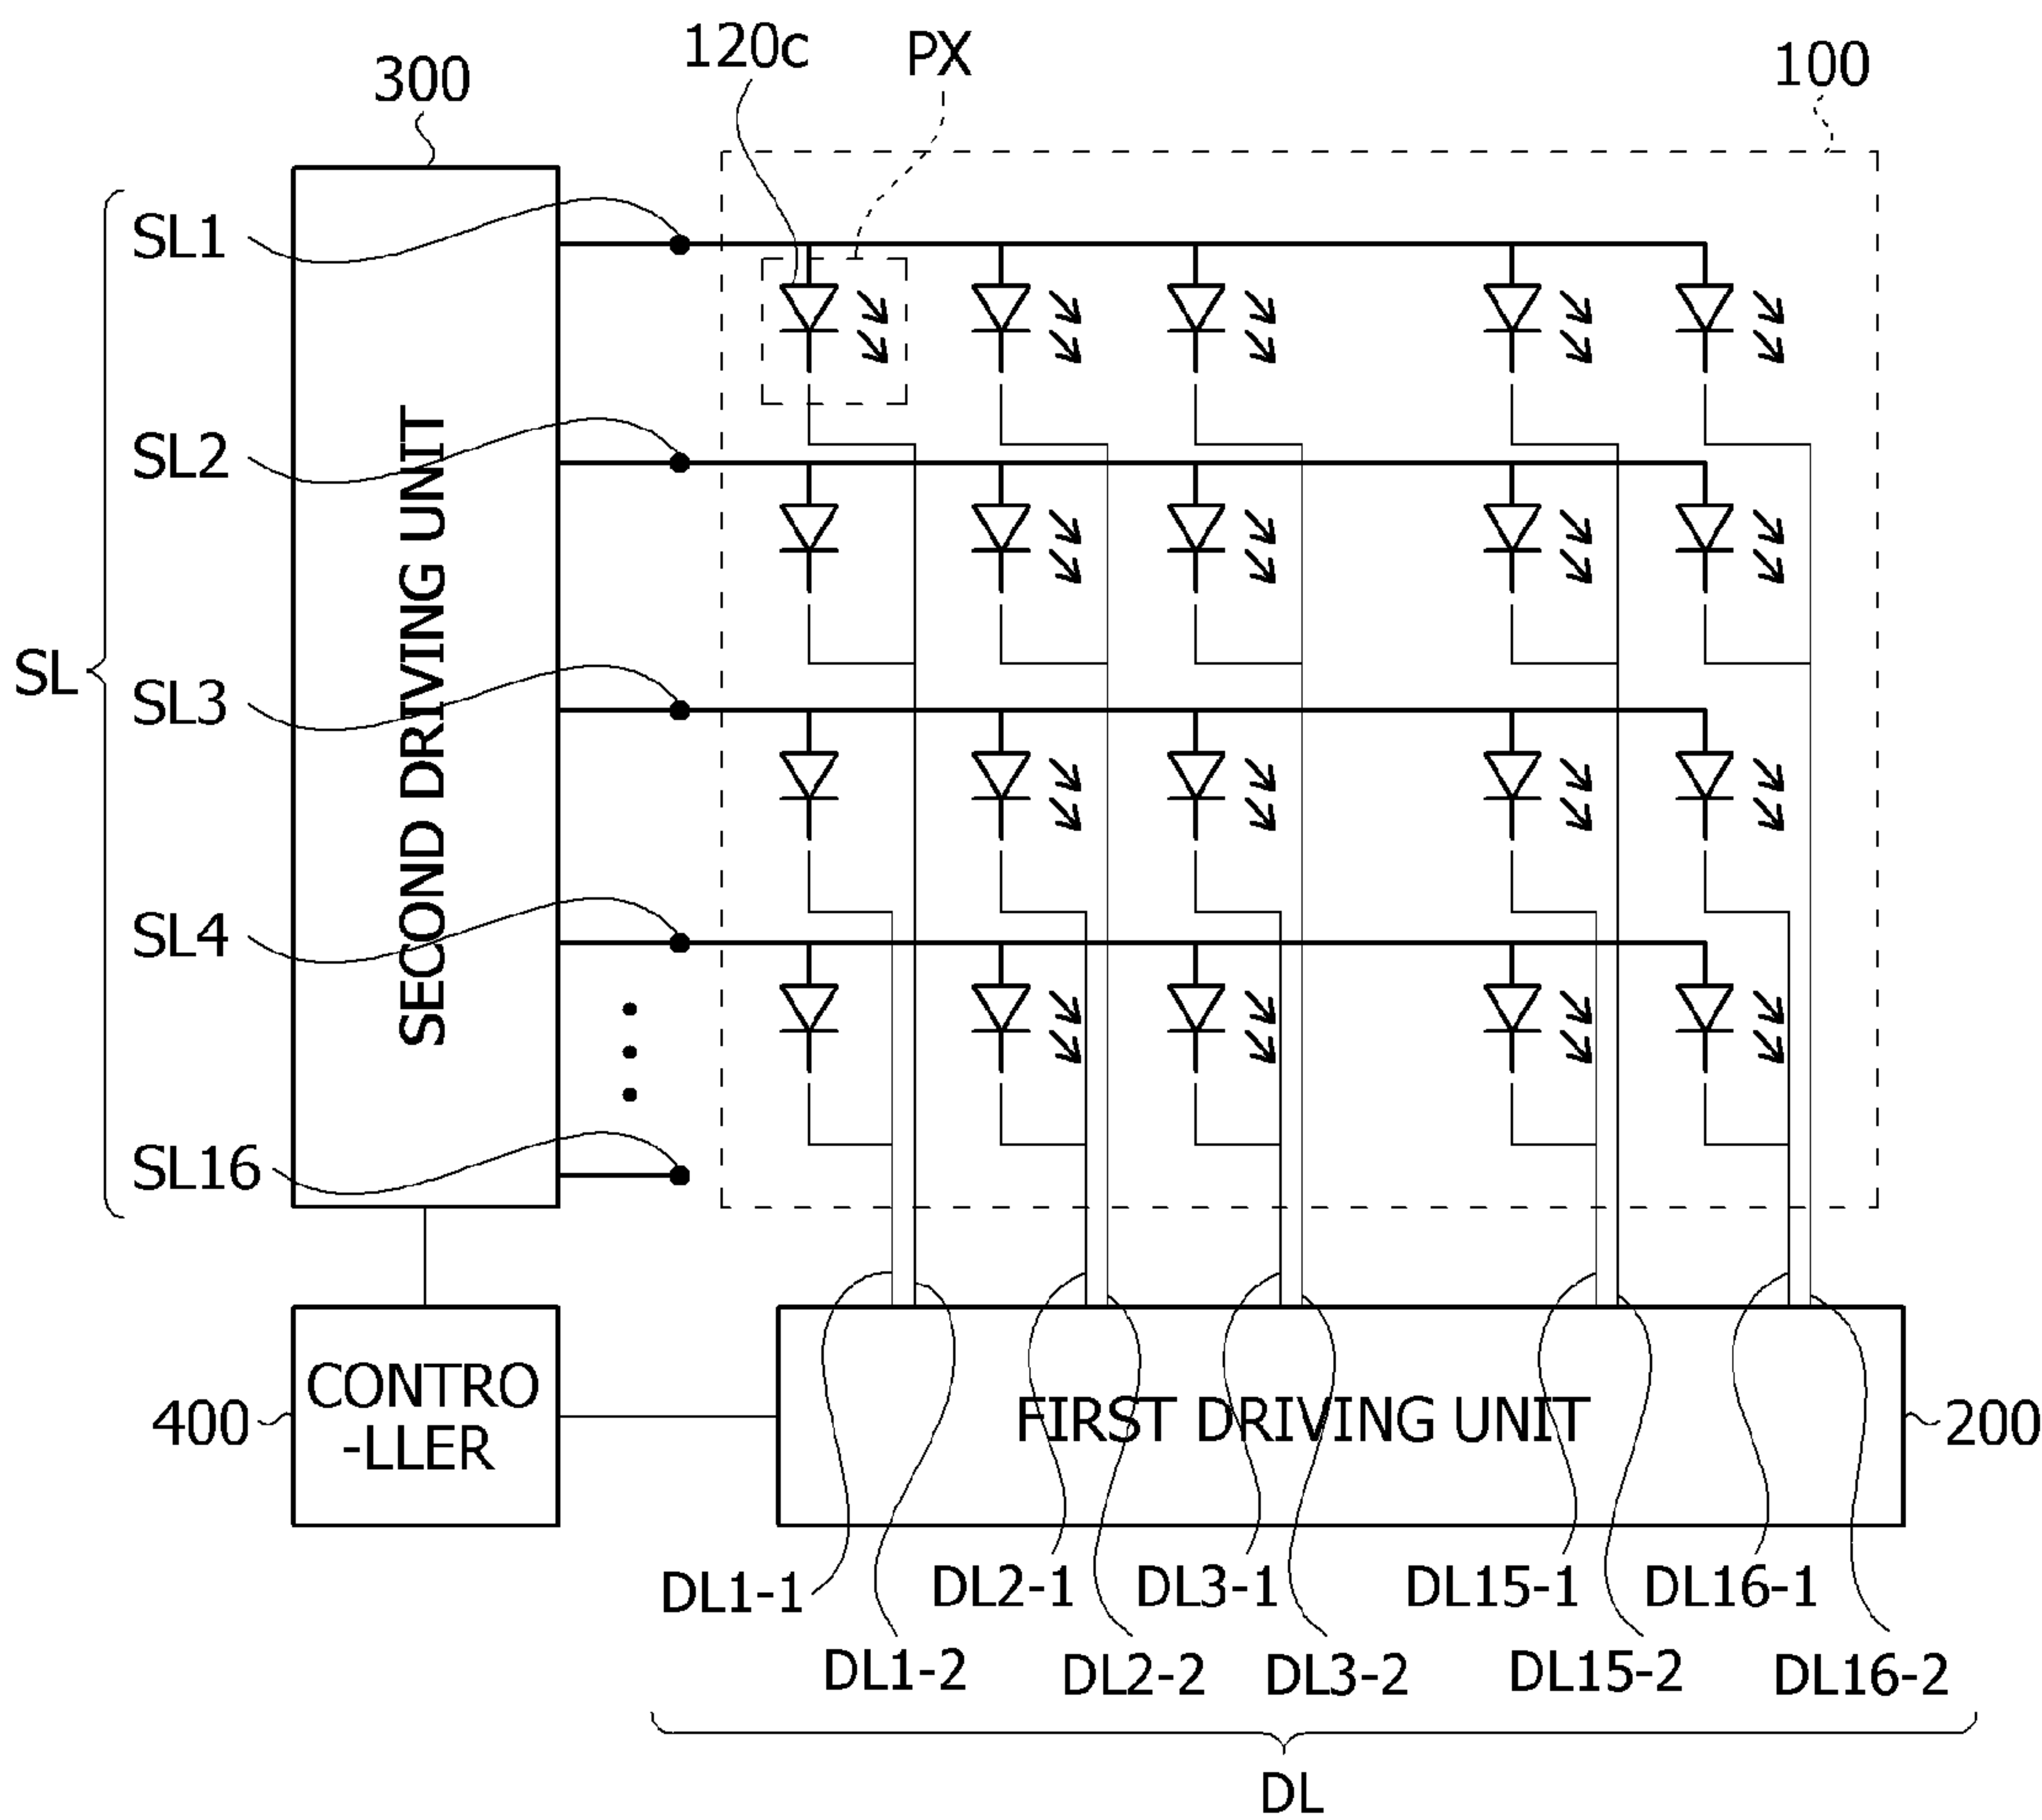 120c
PX
100
300
SL1
SL2
SL3
SL4
SL16
SL
SECOND DRIVING UNIT
CONTRO
-LLER
400
FIRST DRIVING UNIT
200
DL1-1
DL2-1
DL3-1
DL15-1
DL16-1
DL1-2
DL2-2
DL3-2
DL15-2
DL16-2
DL